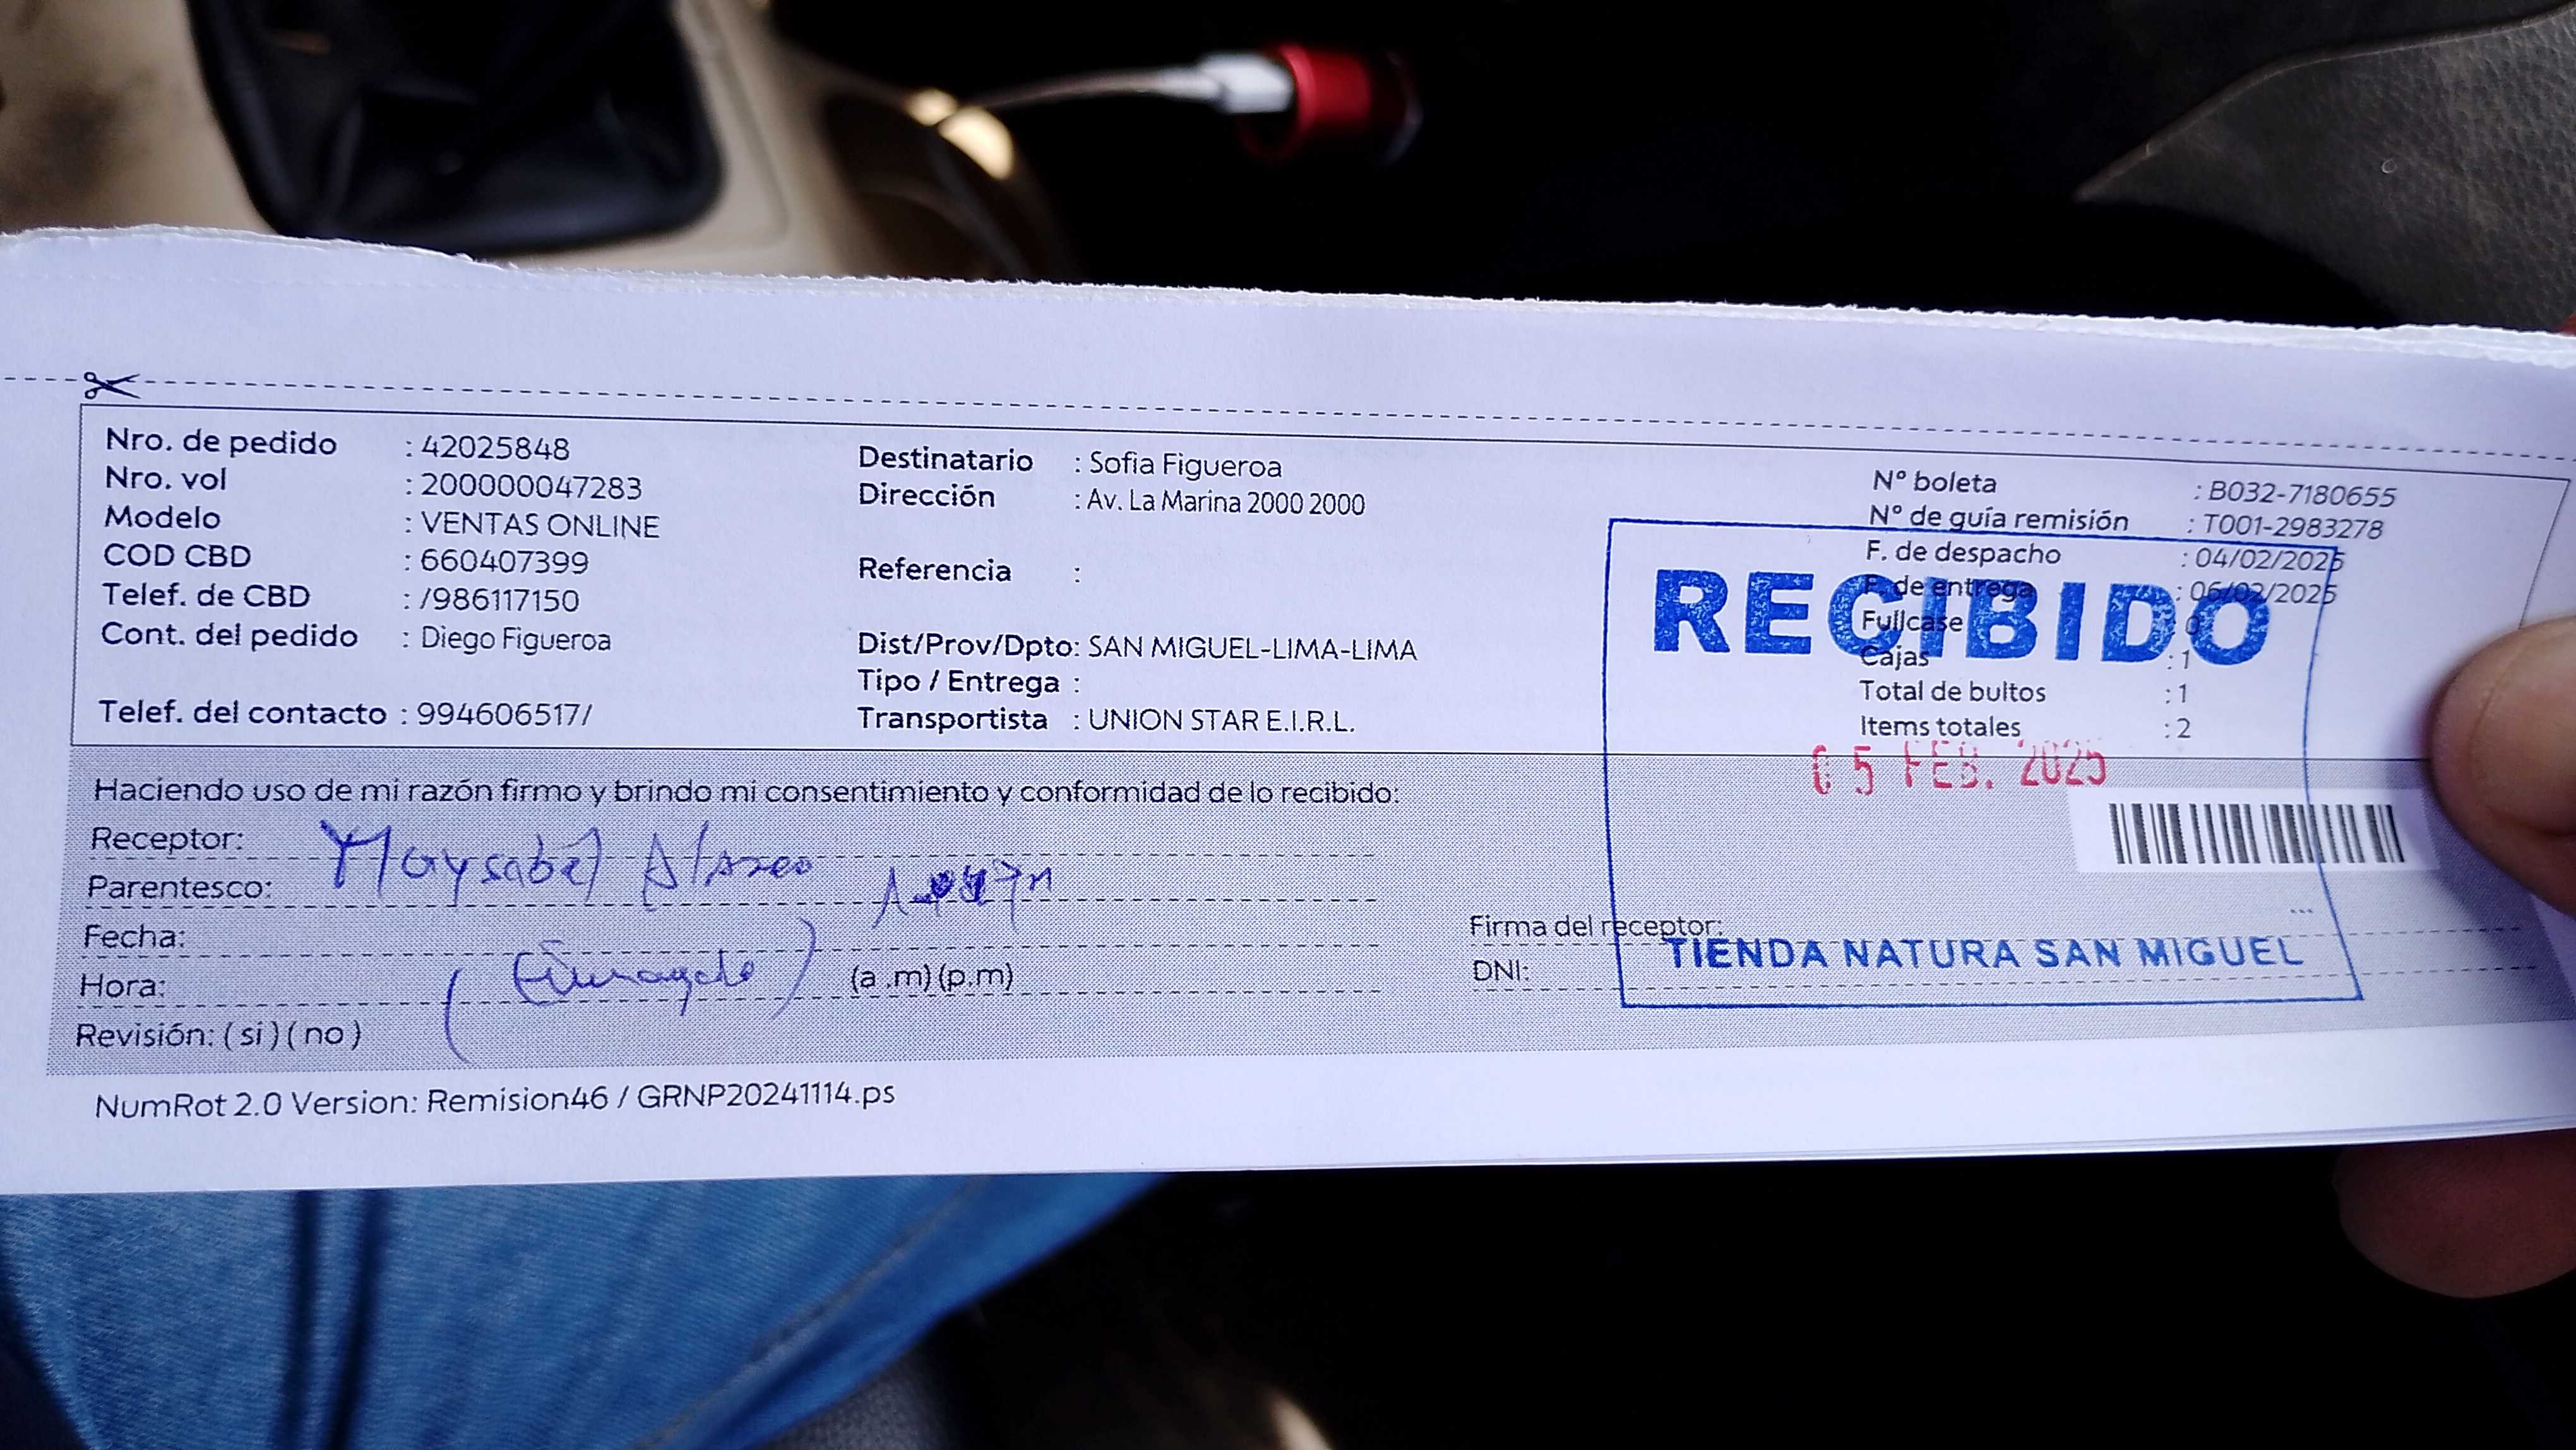 Nro. de pedido : 42025848
Nro. vol : 200000047283
Modelo : VENTAS ONLINE
COD CBD : 660407399
Telef. de CBD : /986117150
Cont. del pedido : Diego Figueroa
Telef. del contacto : 994606517/
Destinatario : Sofia Figueroa
Dirección : Av. La Marina 2000 2000
Referencia :
Dist/Prov/Dpto: SAN MIGUEL-LIMA-LIMA
Tipo / Entrega :
Transportista : UNION STAR E.I.R.L.
N° boleta : B032-7180655
N° de guía remisión : T001-2983278
F. de despacho : 04/02/2025
F. de entrega : 06/02/2025
Fullcase : 0
Cajas : 1
Total de bultos : 1
Items totales : 2
RECIBIDO
05 FEB. 2025
TIENDA NATURA SAN MIGUEL
Haciendo uso de mi razón firmo y brindo mi consentimiento y conformidad de lo recibido:
Receptor: Maysabel
Parentesco:
Fecha:
Hora: (a .m) (p.m)
Revisión: ( si ) ( no )
Firma del receptor:
DNI:
NumRot 2.0 Version: Remision46 / GRNP20241114.ps